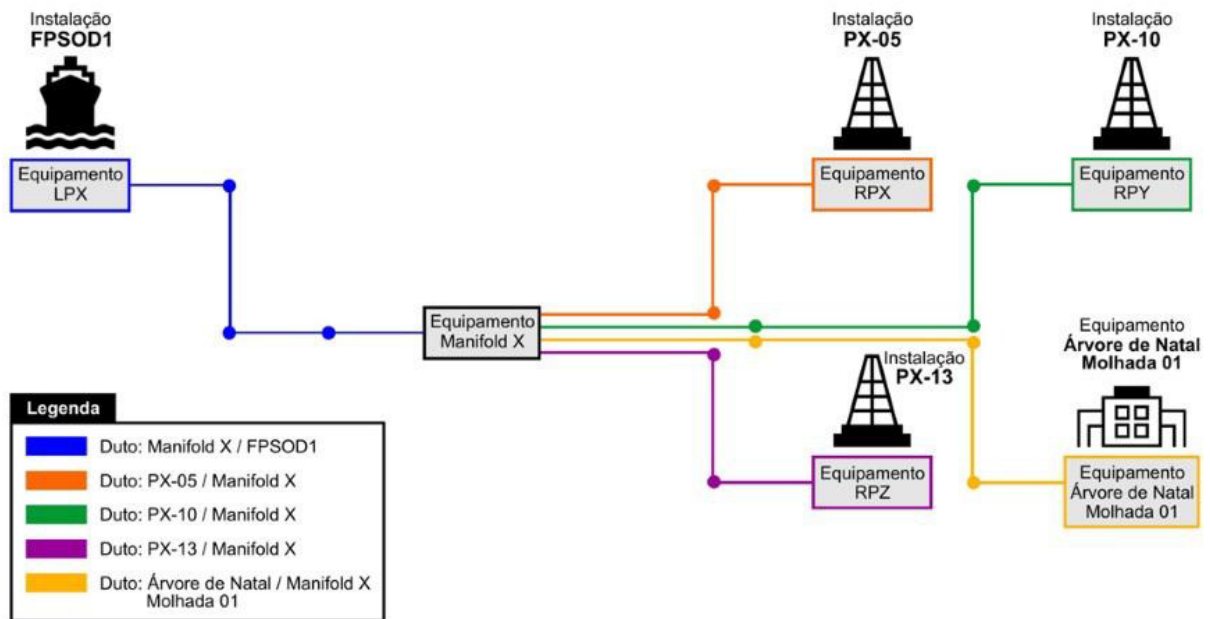 Instalação
FPSOD1
Instalação
PX-05
Instalação
PX-10
Equipamento
LPX
Equipamento
RPX
Equipamento
RPY
Equipamento
Manifold X
Instalação
PX-13
Equipamento
Árvore de Natal
Molhada 01
Equipamento
RPZ
Equipamento
Árvore de Natal
Molhada 01
Legenda
Duto: Manifold X / FPSOD1
Duto: PX-05 / Manifold X
Duto: PX-10 / Manifold X
Duto: PX-13 / Manifold X
Duto: Árvore de Natal / Manifold X
Molhada 01